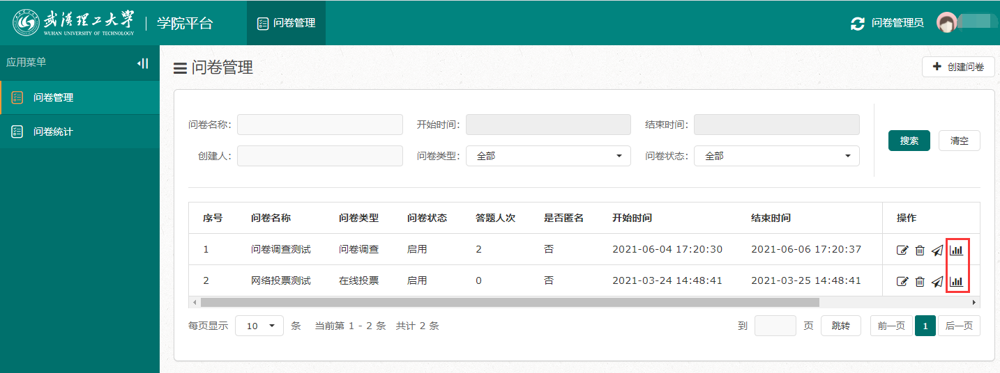 武汉理工大学
WUHAN UNIVERSITY OF TECHNOLOGY
学院平台
问卷管理
问卷管理员
应用菜单
问卷管理
问卷统计
问卷管理
创建问卷
问卷名称: 开始时间: 结束时间:
创建人: 问卷类型: 全部 问卷状态: 全部
搜索 清空
序号 问卷名称 问卷类型 问卷状态 答题人次 是否匿名 开始时间 结束时间 操作
1 问卷调查测试 问卷调查 启用 2 否 2021-06-04 17:20:30 2021-06-06 17:20:37
2 网络投票测试 在线投票 启用 0 否 2021-03-24 14:48:41 2021-03-25 14:48:41
每页显示 10 条 当前第 1 - 2 条 共计 2 条 到 页 跳转 前一页 1 后一页